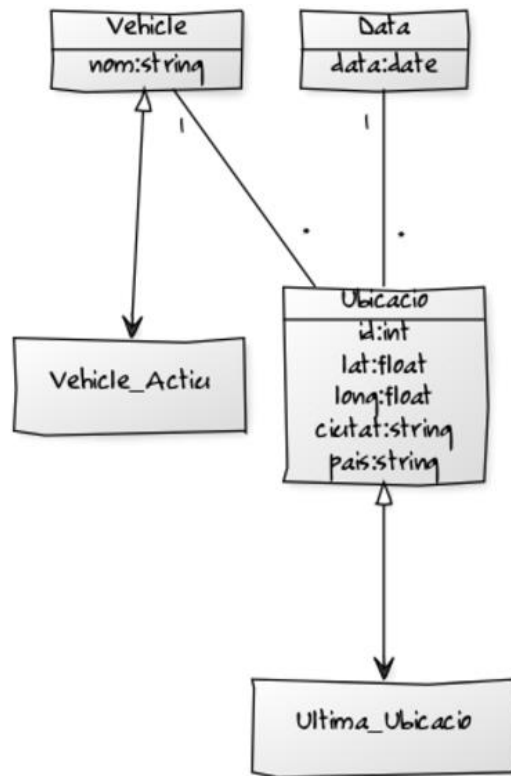 Vehicle
nom:string
Data
data:date
1
1
*
*
Ubicacio
id:int
lat:float
long:float
ciutat:string
pais:string
Vehicle_Actiu
Ultima_Ubicacio